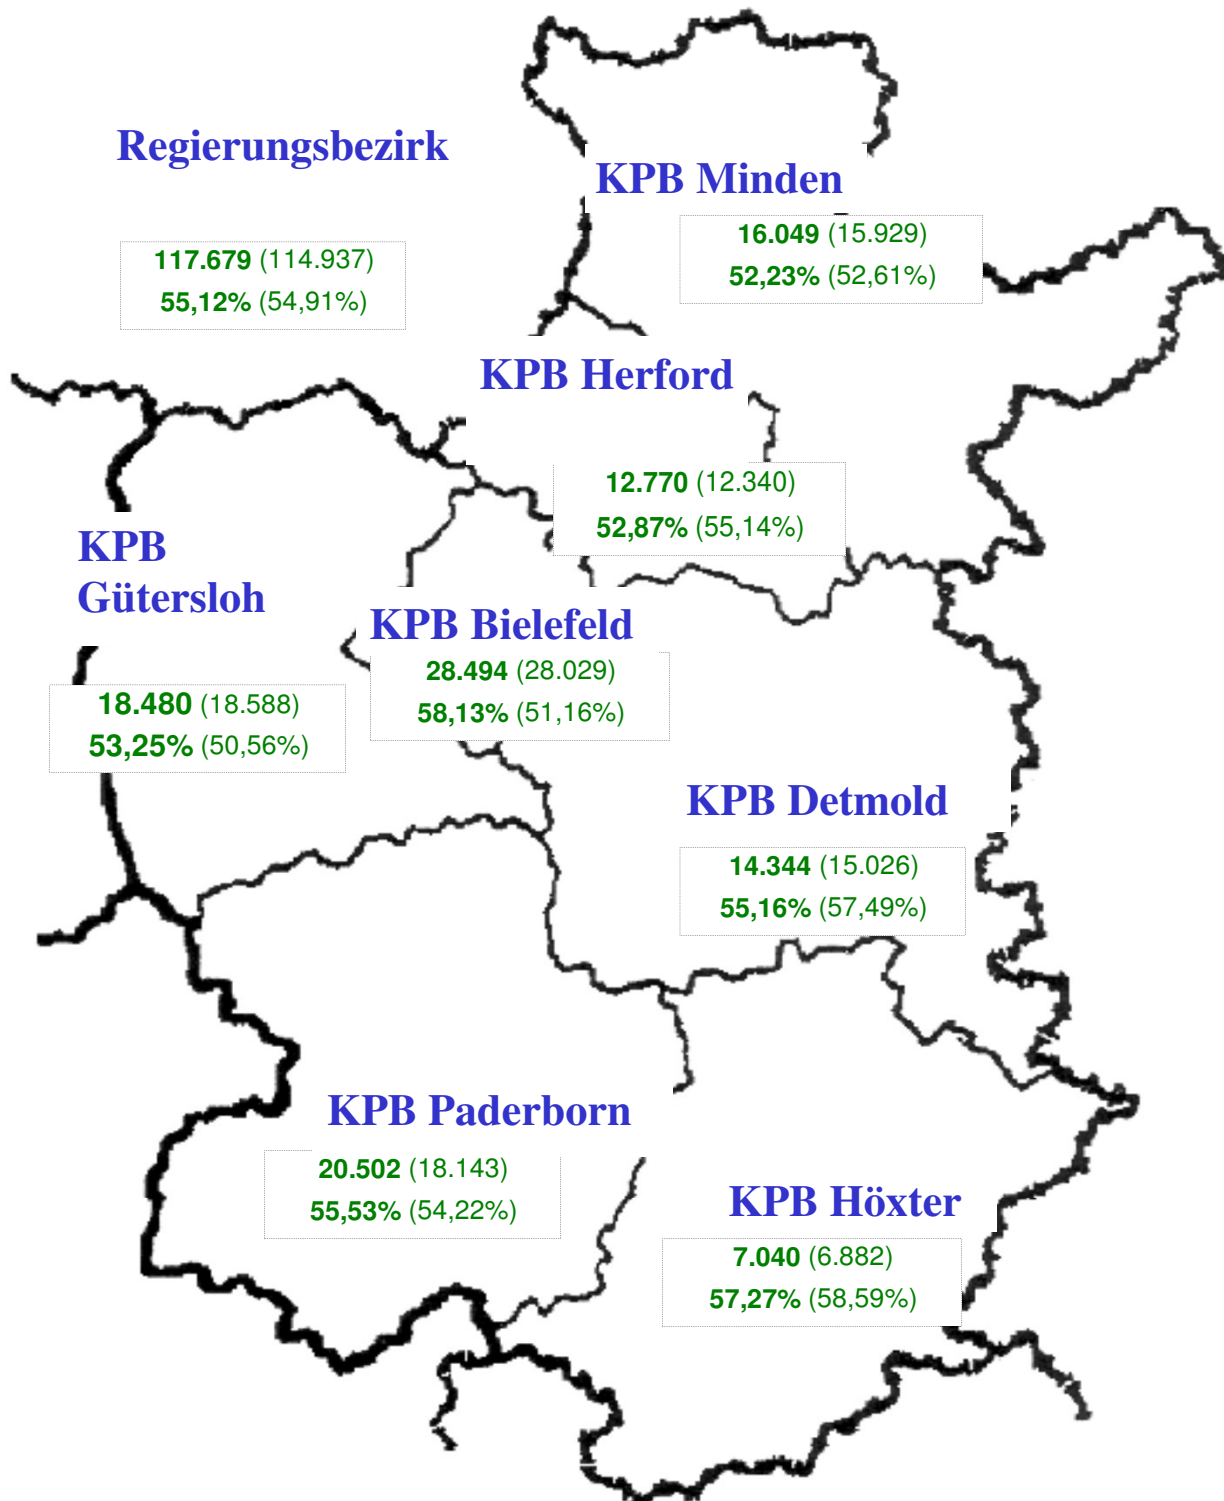 Regierungsbezirk
117.679 (114.937)
55,12% (54,91%)
KPB Minden
16.049 (15.929)
52,23% (52,61%)
KPB Herford
12.770 (12.340)
52,87% (55,14%)
KPB
Gütersloh
18.480 (18.588)
53,25% (50,56%)
KPB Bielefeld
28.494 (28.029)
58,13% (51,16%)
KPB Detmold
14.344 (15.026)
55,16% (57,49%)
KPB Paderborn
20.502 (18.143)
55,53% (54,22%)
KPB Höxter
7.040 (6.882)
57,27% (58,59%)